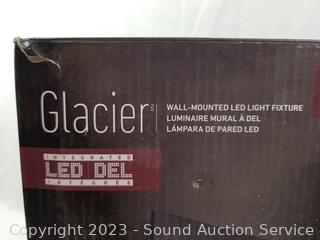 Glacier
WALL-MOUNTED LED LIGHT FIXTURE
LUMINAIRE MURAL À DEL
LÁMPARA DE PARED LED
INTEGRATED
LED DEL
INTÉGRÉE
Copyright 2023 - Sound Auction Service